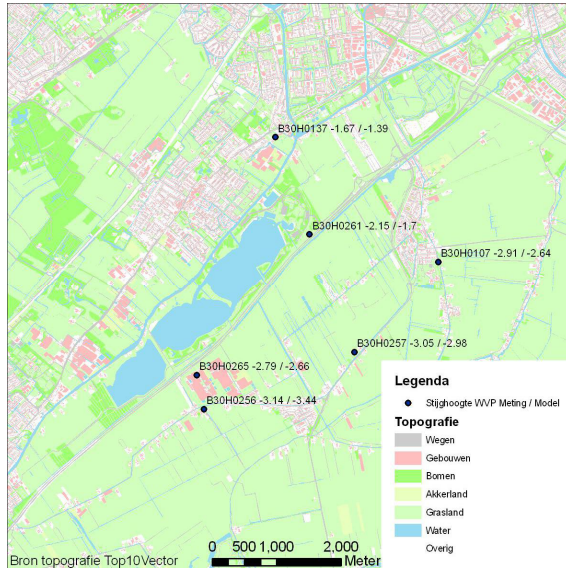 B30H0137 -1.67 / -1.39
B30H0261 -2.15 / -1.7
B30H0107 -2.91 / -2.64
B30H0257 -3.05 / -2.98
B30H0265 -2.79 / -2.66
B30H0256 -3.14 / -3.44
Legenda
Stijghoogte WVP Meting / Model
Topografie
Wegen
Gebouwen
Bomen
Akkerland
Grasland
Water
Overig
0 500 1,000 2,000
Meter
Bron topografie Top10Vector